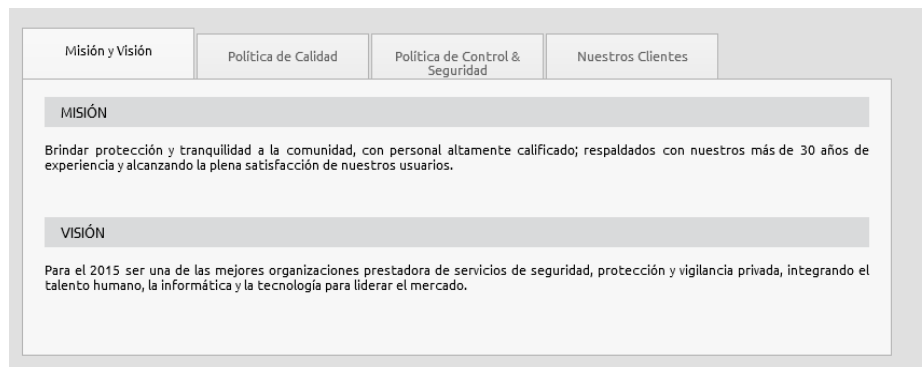 Misión y Visión
Política de Calidad
Política de Control &
Seguridad
Nuestros Clientes
MISIÓN
Brindar protección y tranquilidad a la comunidad, con personal altamente calificado; respaldados con nuestros más de 30 años de
experiencia y alcanzando la plena satisfacción de nuestros usuarios.
VISIÓN
Para el 2015 ser una de las mejores organizaciones prestadora de servicios de seguridad, protección y vigilancia privada, integrando el
talento humano, la informática y la tecnología para liderar el mercado.